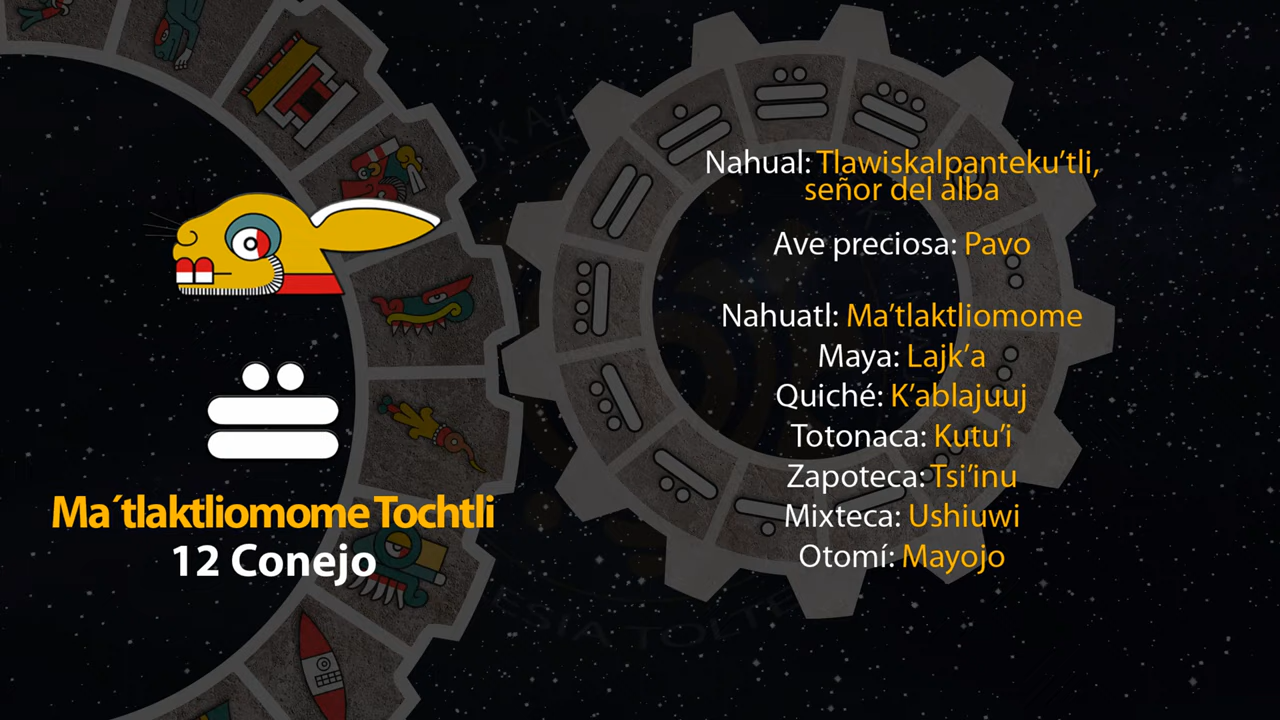 Ma´tlaktliomome Tochtli
12 Conejo
Nahual: Tlawiskalpanteku’tli,
señor del alba
Ave preciosa: Pavo
Nahuatl: Ma’tlaktliomome
Maya: Lajk’a
Quiché: K’ablajuuj
Totonaca: Kutu’i
Zapoteca: Tsi’inu
Mixteca: Ushiuwi
Otomí: Mayojo